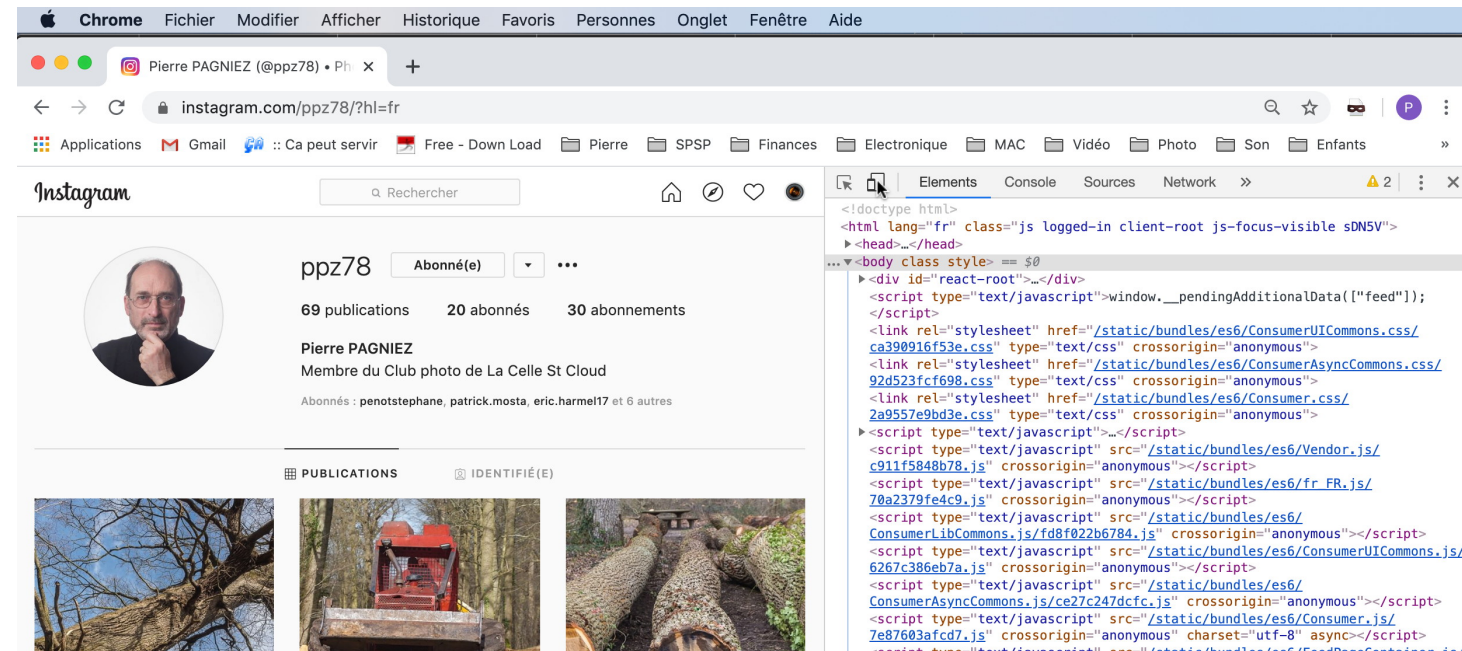 Chrome Fichier Modifier Afficher Historique Favoris Personnes Onglet Fenêtre Aide
Pierre PAGNIEZ (@ppz78) • Ph
instagram.com/ppz78/?hl=fr
P
Applications Gmail :: Ca peut servir Free - Down Load Pierre SPSP Finances Electronique MAC Vidéo Photo Son Enfants »
Instagram
Rechercher
ppz78 Abonné(e) •••
69 publications 20 abonnés 30 abonnements
Pierre PAGNIEZ
Membre du Club photo de La Celle St Cloud
Abonnés : penotstephane, patrick.mosta, eric.harmel17 et 6 autres
PUBLICATIONS IDENTIFIÉ(E)
Elements Console Sources Network » 2
<!doctype html>
<html lang="fr" class="js logged-in client-root js-focus-visible sDN5V">
▶<head>…</head>
…▼<body class style> == $0
▶<div id="react-root">…</div>
<script type="text/javascript">window.__pendingAdditionalData(["feed"]);
</script>
<link rel="stylesheet" href="/static/bundles/es6/ConsumerUICommons.css/
ca390916f53e.css" type="text/css" crossorigin="anonymous">
<link rel="stylesheet" href="/static/bundles/es6/ConsumerAsyncCommons.css/
92d523fcf698.css" type="text/css" crossorigin="anonymous">
<link rel="stylesheet" href="/static/bundles/es6/Consumer.css/
2a9557e9bd3e.css" type="text/css" crossorigin="anonymous">
▶<script type="text/javascript">…</script>
<script type="text/javascript" src="/static/bundles/es6/Vendor.js/
c911f5848b78.js" crossorigin="anonymous"></script>
<script type="text/javascript" src="/static/bundles/es6/fr_FR.js/
70a2379fe4c9.js" crossorigin="anonymous"></script>
<script type="text/javascript" src="/static/bundles/es6/
ConsumerLibCommons.js/fd8f022b6784.js" crossorigin="anonymous"></script>
<script type="text/javascript" src="/static/bundles/es6/ConsumerUICommons.js/
6267c386eb7a.js" crossorigin="anonymous"></script>
<script type="text/javascript" src="/static/bundles/es6/
ConsumerAsyncCommons.js/ce27c247dcfc.js" crossorigin="anonymous"></script>
<script type="text/javascript" src="/static/bundles/es6/Consumer.js/
7e87603afcd7.js" crossorigin="anonymous" charset="utf-8" async></script>